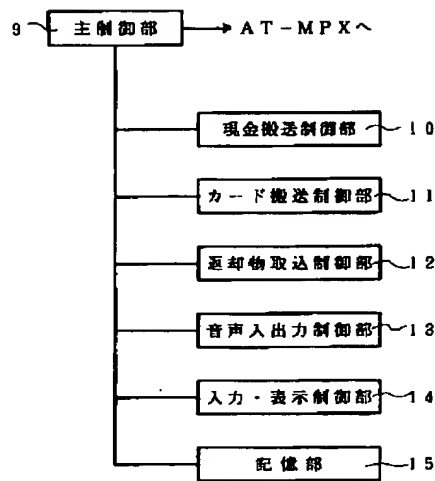 9 主制御部 AT-MPXへ
現金搬送制御部 10
カード搬送制御部 11
返却物取込制御部 12
音声入出力制御部 13
入力・表示制御部 14
記憶部 15